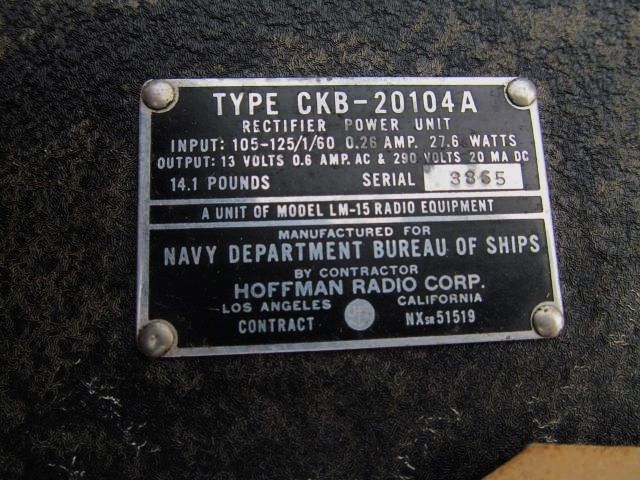 TYPE CKB-20104A
RECTIFIER POWER UNIT
INPUT: 105-125/1/60 0.26 AMP. 27.6 WATTS
OUTPUT: 13 VOLTS 0.6 AMP. AC & 290 VOLTS 20 MA DC
14.1 POUNDS SERIAL 3865
A UNIT OF MODEL LM-15 RADIO EQUIPMENT
MANUFACTURED FOR
NAVY DEPARTMENT BUREAU OF SHIPS
BY CONTRACTOR
HOFFMAN RADIO CORP.
LOS ANGELES CALIFORNIA
CONTRACT NXsr51519